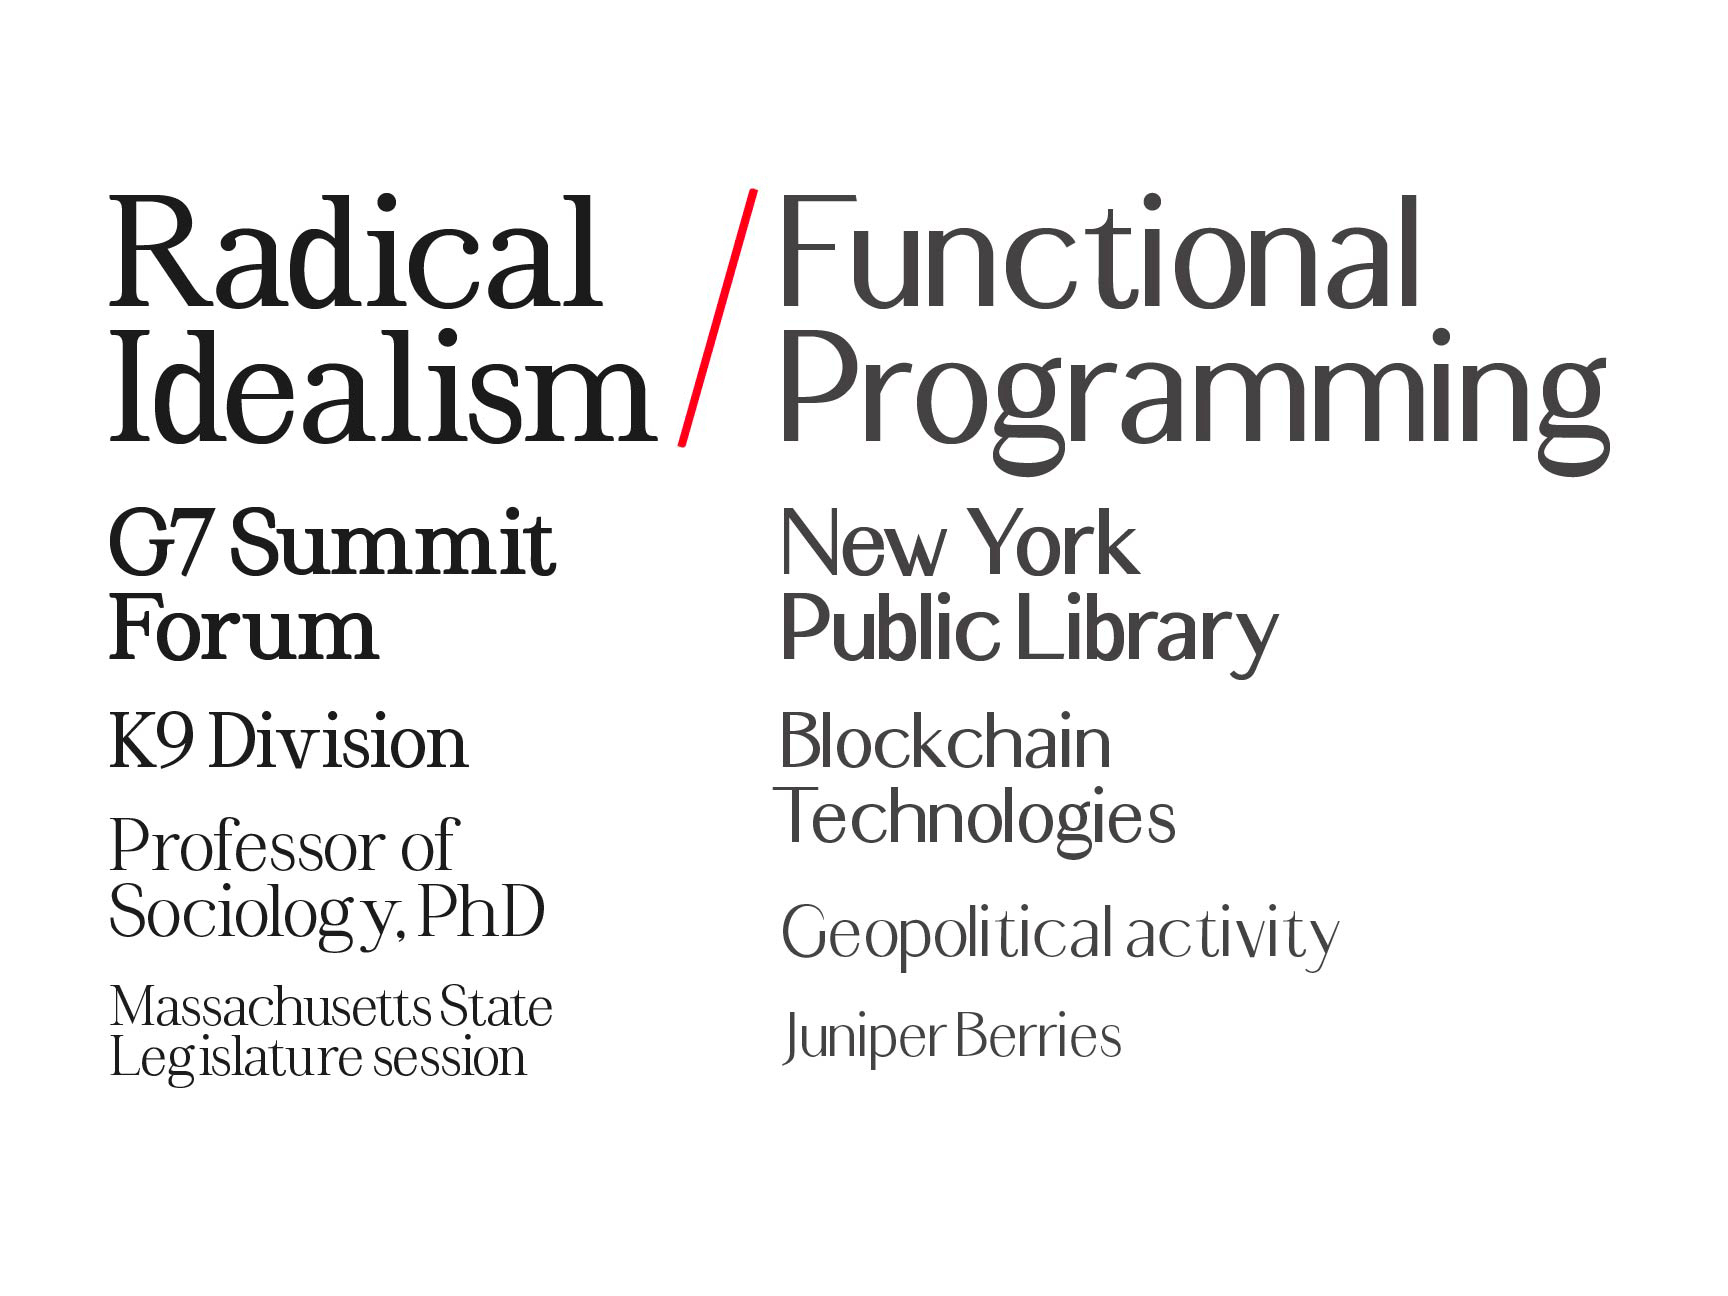 Radical
Idealism
/
Functional
Programming
G7 Summit
Forum
K9 Division
Professor of
Sociology, PhD
Massachusetts State
Legislature session
New York
Public Library
Blockchain
Technologies
Geopolitical activity
Juniper Berries